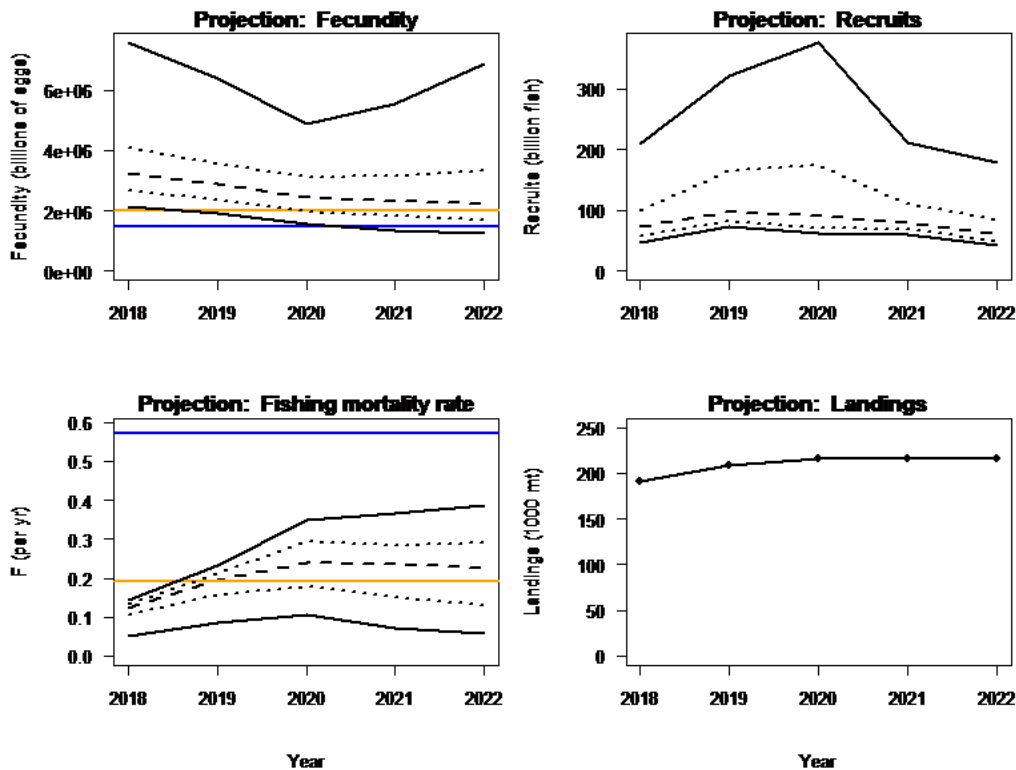 Projection: Fecundity
Fecundity (billions of eggs)
6e+06
4e+06
2e+06
0e+00
2018 2019 2020 2021 2022
Projection: Recruits
Recruits (billion fish)
300
200
100
0
2018 2019 2020 2021 2022
Projection: Fishing mortality rate
F (per yr)
0.6
0.5
0.4
0.3
0.2
0.1
0.0
2018 2019 2020 2021 2022
Year
Projection: Landings
Landings (1000 mt)
250
200
150
100
50
0
2018 2019 2020 2021 2022
Year